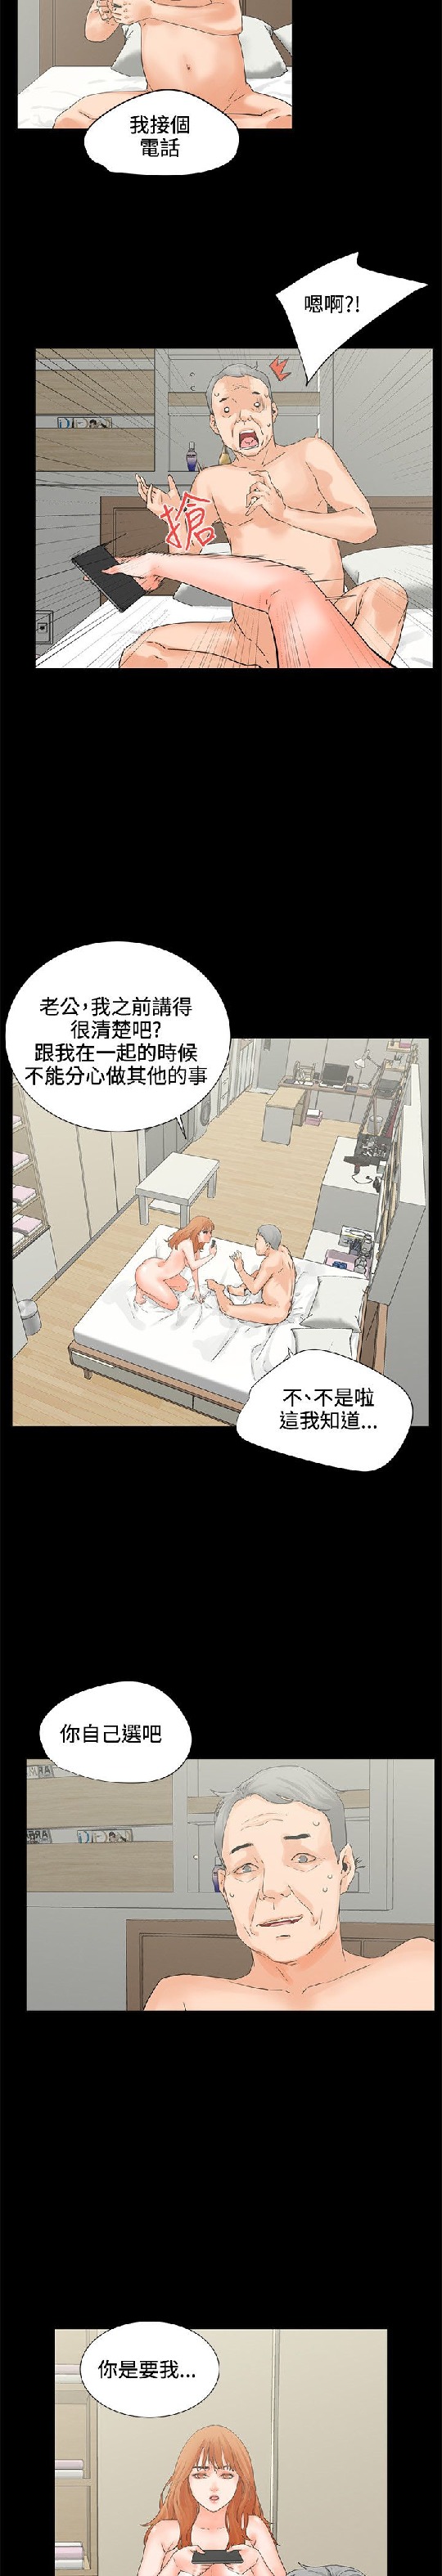 我接個
電話
嗯啊?!
搶
老公,我之前講得
很清楚吧?
跟我在一起的時候
不能分心做其他的事
不、不是啦
這我知道...
你自己選吧
你是要我...